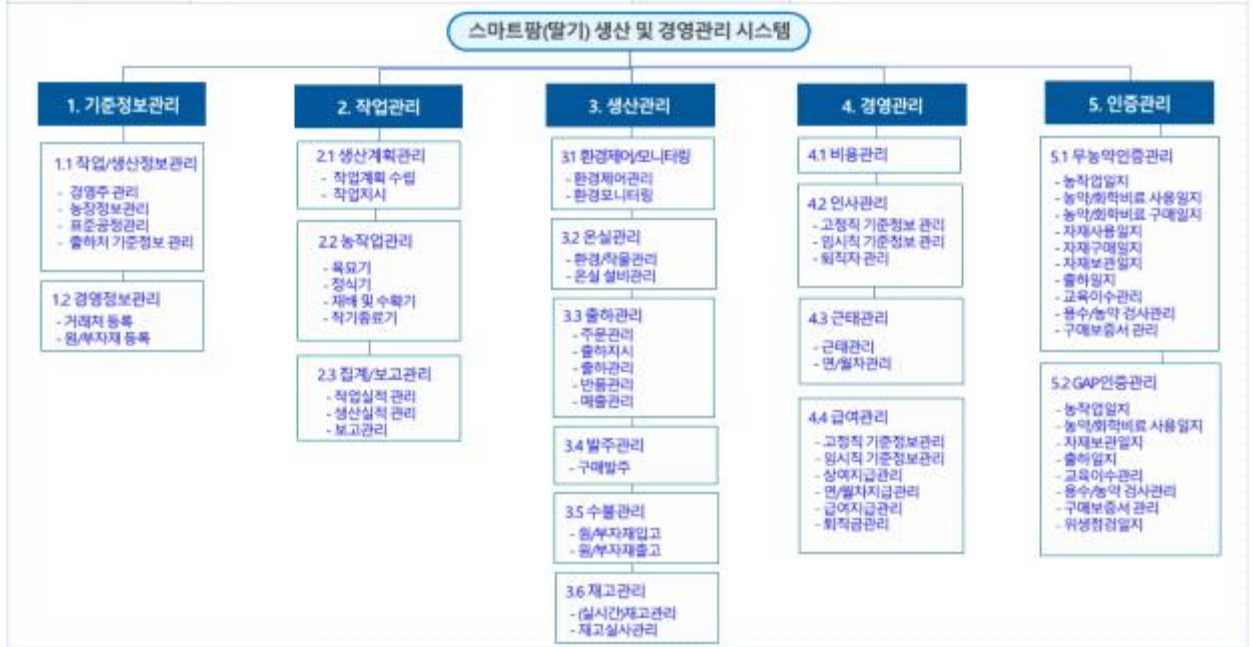 스마트팜(딸기) 생산 및 경영관리 시스템
1. 기준정보관리
1.1 작업/생산정보관리
- 경영주 관리
- 농장정보관리
- 표준공정관리
- 출하처 기준정보 관리
1.2 경영정보관리
- 거래처 등록
- 원/부자재 등록
2. 작업관리
2.1 생산계획관리
- 작업계획 수립
- 작업지시
2.2 농작업관리
- 육묘기
- 정식기
- 재배 및 수확기
- 작기종료기
2.3 집계/보고관리
- 작업실적 관리
- 생산실적 관리
- 보고관리
3. 생산관리
3.1 환경제어/모니터링
- 환경제어관리
- 환경모니터링
3.2 온실관리
- 환경/작물관리
- 온실 설비관리
3.3 출하관리
- 주문관리
- 출하지시
- 출하관리
- 반품관리
- 매출관리
3.4 발주관리
- 구매발주
3.5 수불관리
- 원/부자재입고
- 원/부자재출고
3.6 재고관리
- (실시간)재고관리
- 재고실사관리
4. 경영관리
4.1 비용관리
4.2 인사관리
- 고정직 기준정보 관리
- 임시직 기준정보 관리
- 퇴직자 관리
4.3 근태관리
- 근태관리
- 연/월차관리
4.4 급여관리
- 고정직 기준정보관리
- 임시직 기준정보관리
- 상여지급관리
- 연/월차지급관리
- 급여지급관리
- 퇴직금관리
5. 인증관리
5.1 무농약인증관리
- 농작업일지
- 농약/화학비료 사용일지
- 농약/화학비료 구매일지
- 자재사용일지
- 자재구매일지
- 자재보관일지
- 출하일지
- 교육이수관리
- 용수/농약 검사관리
- 구매보증서 관리
5.2 GAP인증관리
- 농작업일지
- 농약/화학비료 사용일지
- 자재보관일지
- 출하일지
- 교육이수관리
- 용수/농약 검사관리
- 구매보증서 관리
- 위생점검일지